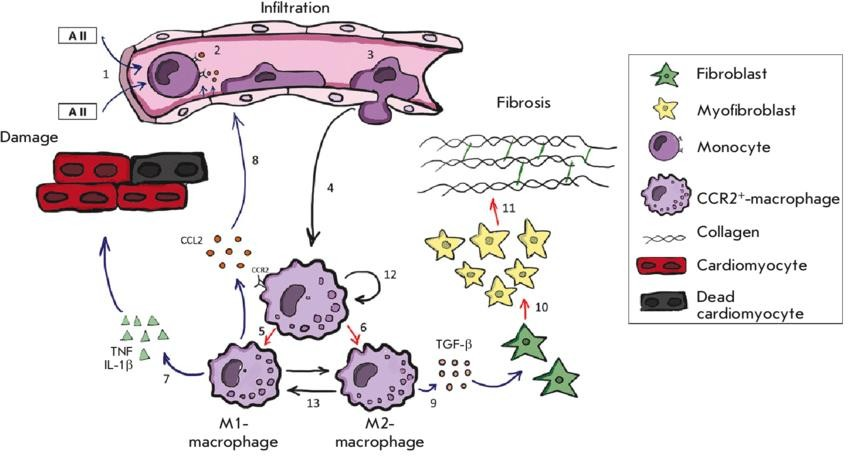 Infiltration
A II
1
2
3
A II
Damage
8
4
Fibrosis
11
CCL2
CCR2
12
5
6
10
TNF
IL-1β
7
TGF-β
13
9
M1-
macrophage
M2-
macrophage
Fibroblast
Myofibroblast
Monocyte
CCR2⁺-macrophage
Collagen
Cardiomyocyte
Dead
cardiomyocyte